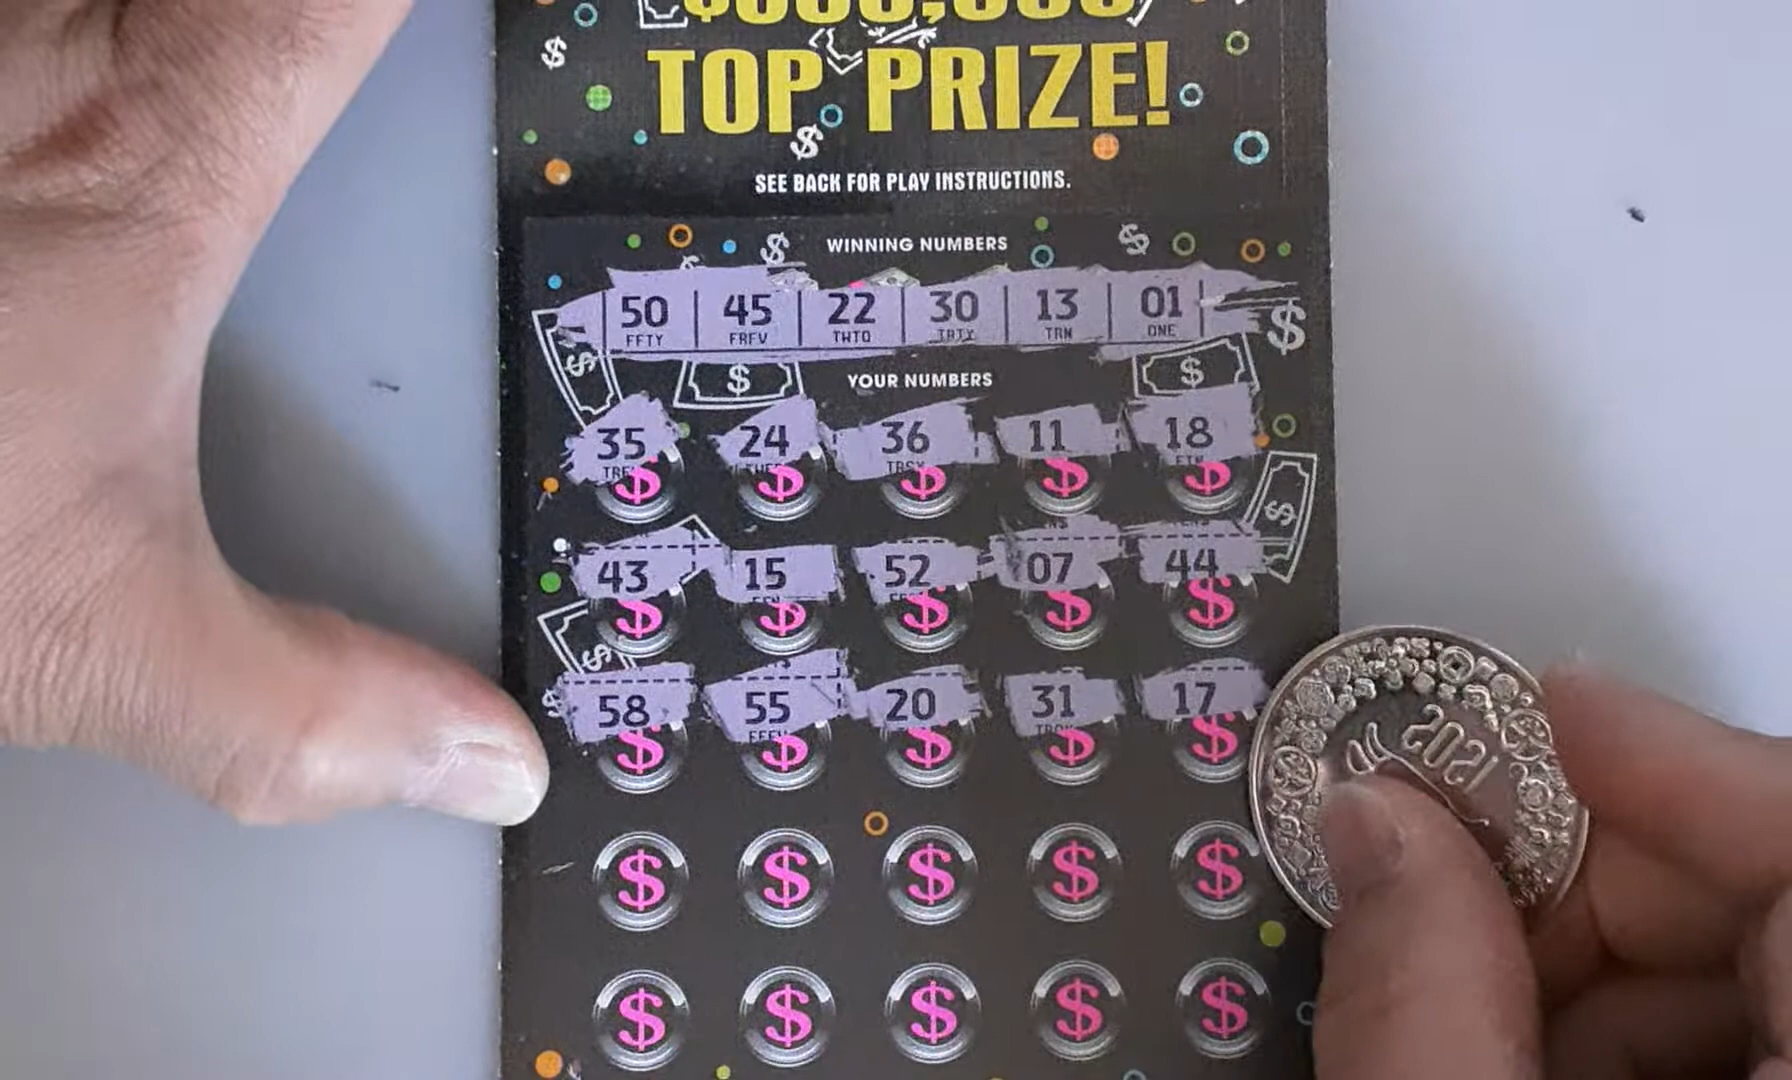 TOP PRIZE!
SEE BACK FOR PLAY INSTRUCTIONS.
WINNING NUMBERS
50 45 22 30 13 01
FFTY FRFV TWTO TRTY TRN ONE
YOUR NUMBERS
35 24 36 11 18
43 15 52 07 44
58 55 20 31 17
2021